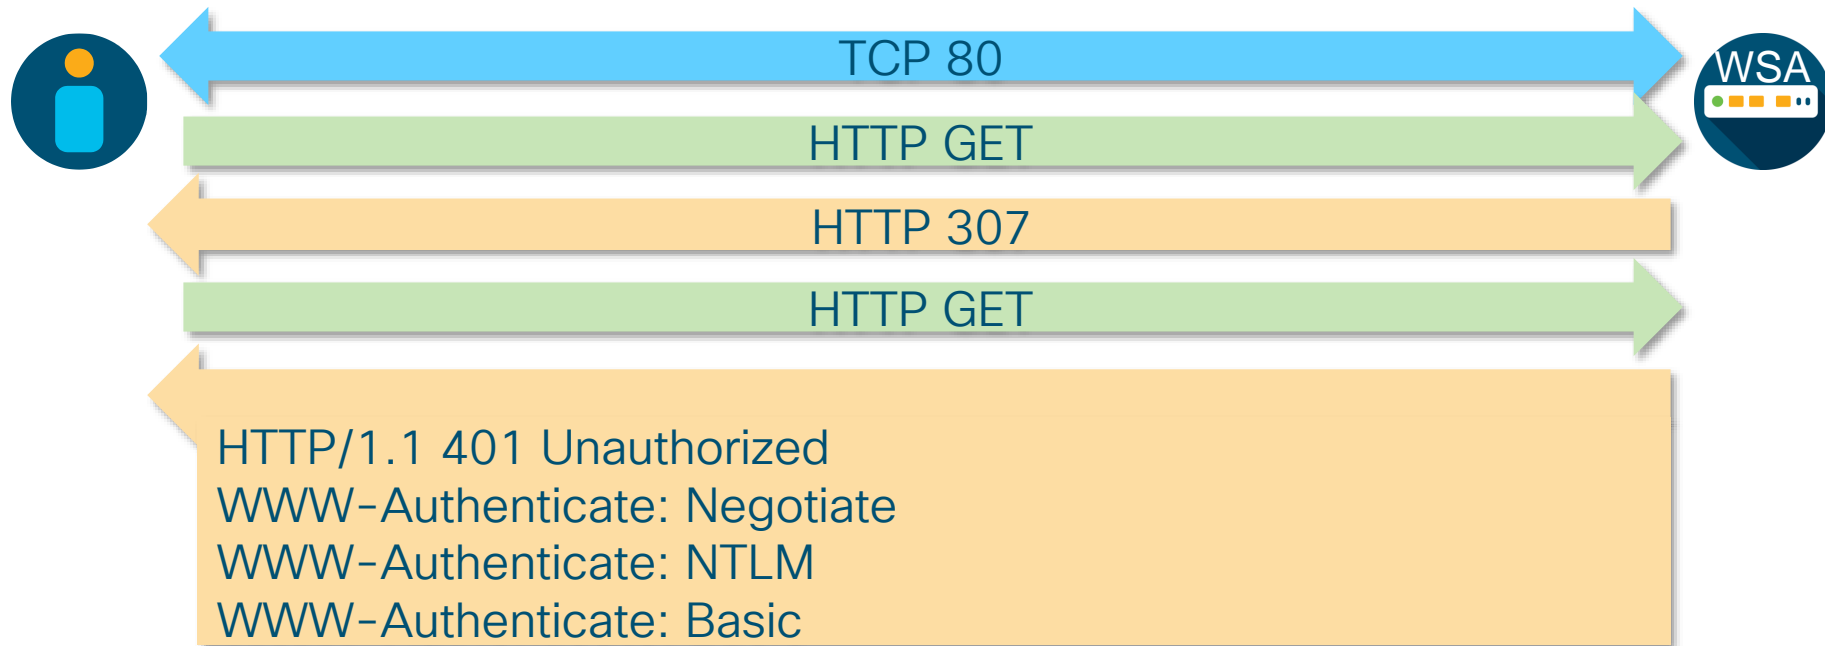 TCP 80
WSA
HTTP GET
HTTP 307
HTTP GET
HTTP/1.1 401 Unauthorized
WWW-Authenticate: Negotiate
WWW-Authenticate: NTLM
WWW-Authenticate: Basic